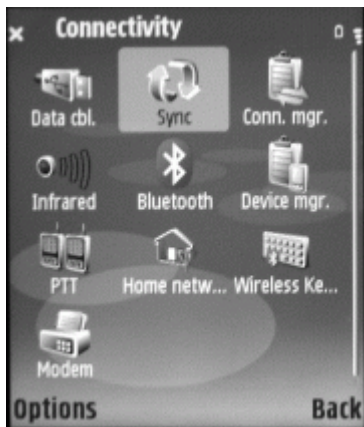 Connectivity
Data cbl.
Sync
Conn. mgr.
Infrared
Bluetooth
Device mgr.
PTT
Home netw...
Wireless Ke...
Modem
Options
Back